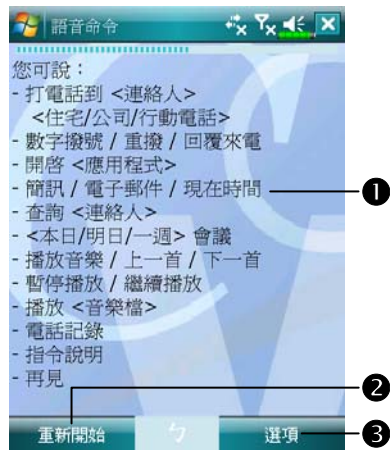 語音命令
您可說：
- 打電話到 <連絡人>
<住宅/公司/行動電話>
- 數字撥號 / 重撥 / 回覆來電
- 開啓 <應用程式>
- 簡訊 / 電子郵件 / 現在時間
❶
- 查詢 <連絡人>
- <本日/明日/一週> 會議
- 播放音樂 / 上一首 / 下一首
- 暫停播放 / 繼續播放
- 播放 <音樂檔>
- 電話記錄
- 指令說明
- 再見
❷
重新開始 ㄅ 選項 ❸